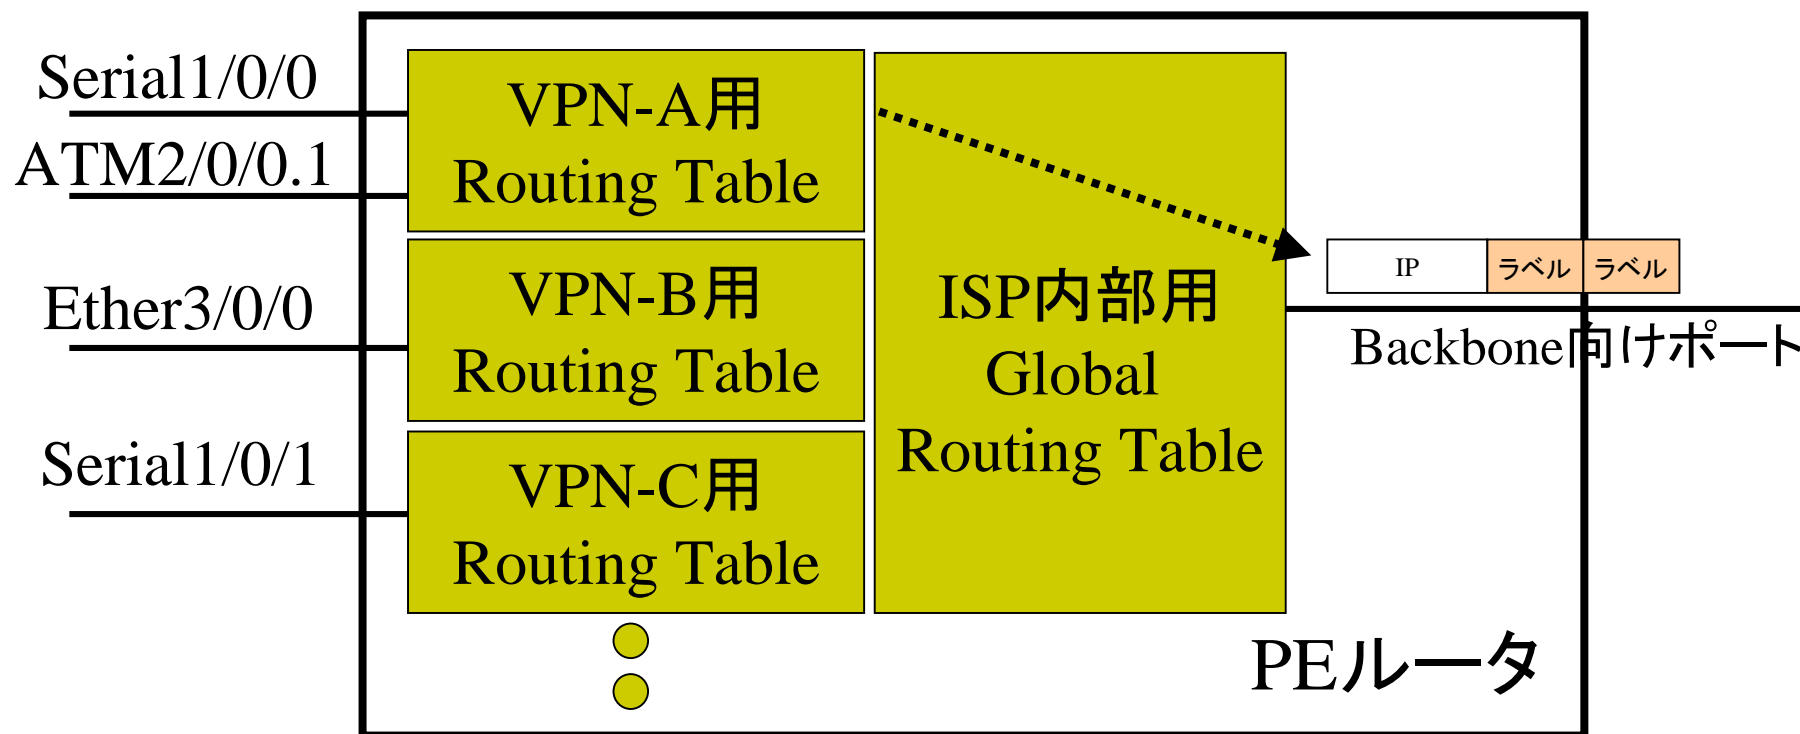 Serial1/0/0
ATM2/0/0.1
Ether3/0/0
Serial1/0/1
VPN-A用
Routing Table
VPN-B用
Routing Table
VPN-C用
Routing Table
ISP内部用
Global
Routing Table
IP
ラベル
ラベル
Backbone向けポート
PEルータ